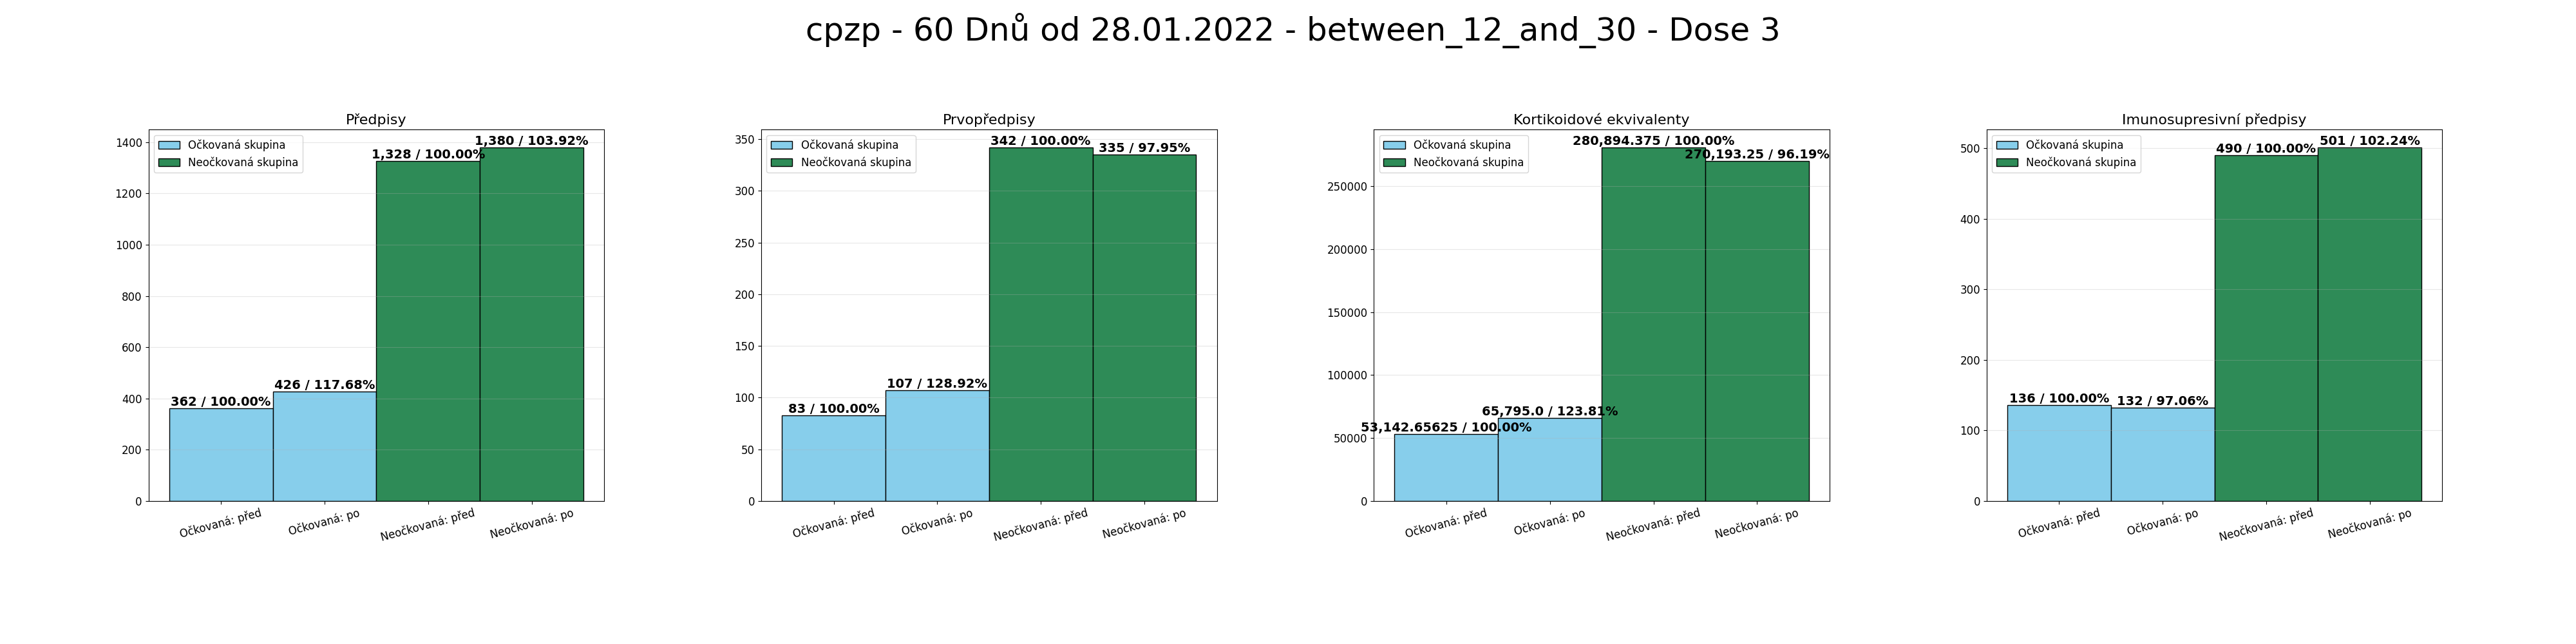 cpzp - 60 Dnů od 28.01.2022 - between_12_and_30 - Dose 3
Předpisy
Očkovaná skupina
Neočkovaná skupina
1400
1200
1000
800
600
400
200
0
362 / 100.00%
426 / 117.68%
1,328 / 100.00%
1,380 / 103.92%
Očkovaná: před
Očkovaná: po
Neočkovaná: před
Neočkovaná: po
Prvopředpisy
Očkovaná skupina
Neočkovaná skupina
350
300
250
200
150
100
50
0
83 / 100.00%
107 / 128.92%
342 / 100.00%
335 / 97.95%
Očkovaná: před
Očkovaná: po
Neočkovaná: před
Neočkovaná: po
Kortikoidové ekvivalenty
Očkovaná skupina
Neočkovaná skupina
250000
200000
150000
100000
50000
0
53,142.65625 / 100.00%
65,795.0 / 123.81%
280,894.375 / 100.00%
270,193.25 / 96.19%
Očkovaná: před
Očkovaná: po
Neočkovaná: před
Neočkovaná: po
Imunosupresivní předpisy
Očkovaná skupina
Neočkovaná skupina
500
400
300
200
100
0
136 / 100.00%
132 / 97.06%
490 / 100.00%
501 / 102.24%
Očkovaná: před
Očkovaná: po
Neočkovaná: před
Neočkovaná: po